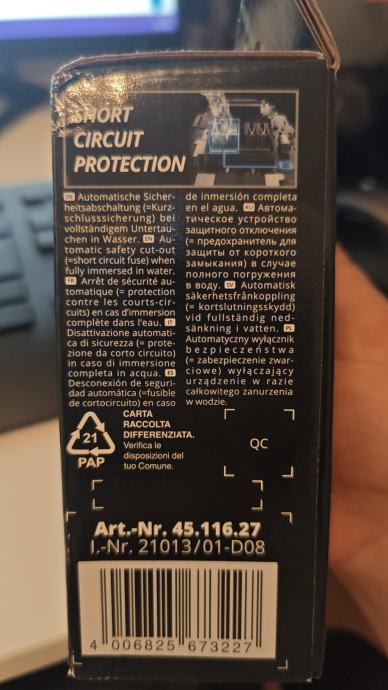 SHORT
CIRCUIT
PROTECTION
DE Automatische Sicher-
heitsabschaltung (=Kurz-
schlusssicherung) bei
vollständigem Untertau-
chen in Wasser. EN Au-
tomatic safety cut-out
(=short circuit fuse) when
fully immersed in water.
FR Arrêt de sécurité au-
tomatique (= protection
contre les courts-cir-
cuits) en cas d'immersion
complète dans l'eau. IT
Disattivazione automati-
ca di sicurezza (= prote-
zione da corto circuito)
in caso di immersione
completa in acqua. ES
Desconexión de seguri-
dad automática (=fusible
de cortocircuito) en caso
de inmersión completa
en el agua. RU Автома-
тическое устройство
защитного отключения
(= предохранитель для
защиты от короткого
замыкания) в случае
полного погружения
в воду. SV Automatisk
säkerhetsfrånkoppling
(= kortslutningsskydd)
vid fullständig ned-
sänkning i vatten. PL
Automatyczny wyłącznik
bezpieczeństwa
(= zabezpieczenie zwar-
ciowe) wyłączający
urządzenie w razie
całkowitego zanurzenia
w wodzie.
21
PAP
CARTA
RACCOLTA
DIFFERENZIATA.
Verifica le
disposizioni del
tuo Comune.
QC
Art.-Nr. 45.116.27
I.-Nr. 21013/01-D08
4 006825 673227